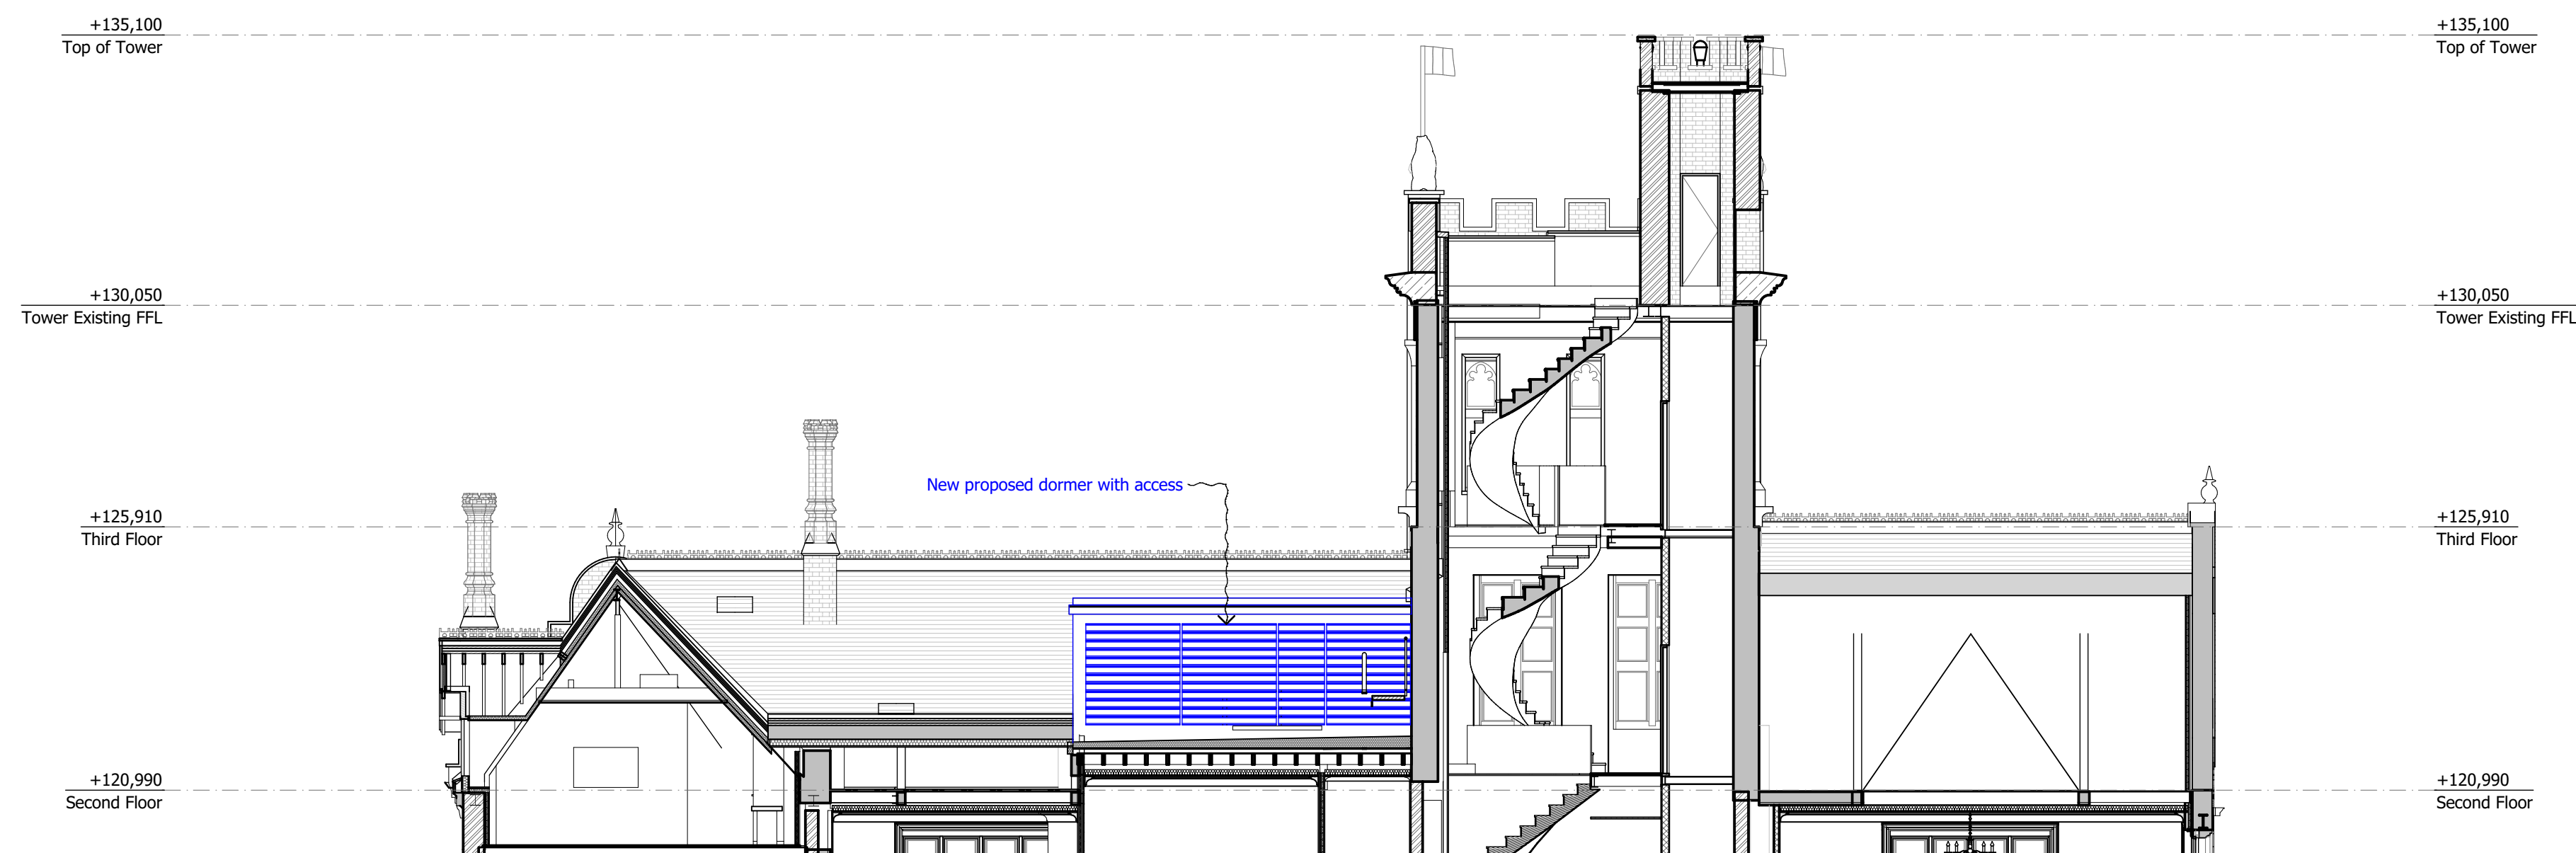 +135,100
Top of Tower
+135,100
Top of Tower
+130,050
Tower Existing FFL
+130,050
Tower Existing FFL
New proposed dormer with access
+125,910
Third Floor
+125,910
Third Floor
+120,990
Second Floor
+120,990
Second Floor